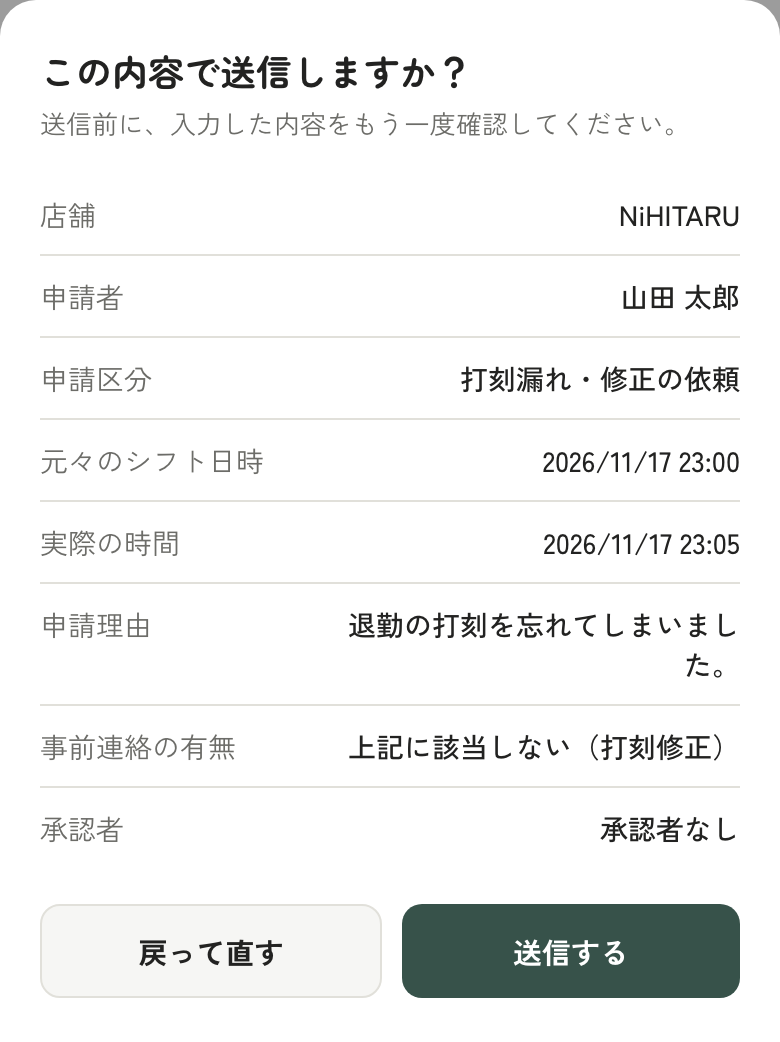 この内容で送信しますか？
送信前に、入力した内容をもう一度確認してください。
店舗 NiHITARU
申請者 山田 太郎
申請区分 打刻漏れ・修正の依頼
元々のシフト日時 2026/11/17 23:00
実際の時間 2026/11/17 23:05
申請理由 退勤の打刻を忘れてしまいまし
た。
事前連絡の有無 上記に該当しない（打刻修正）
承認者 承認者なし
戻って直す 送信する